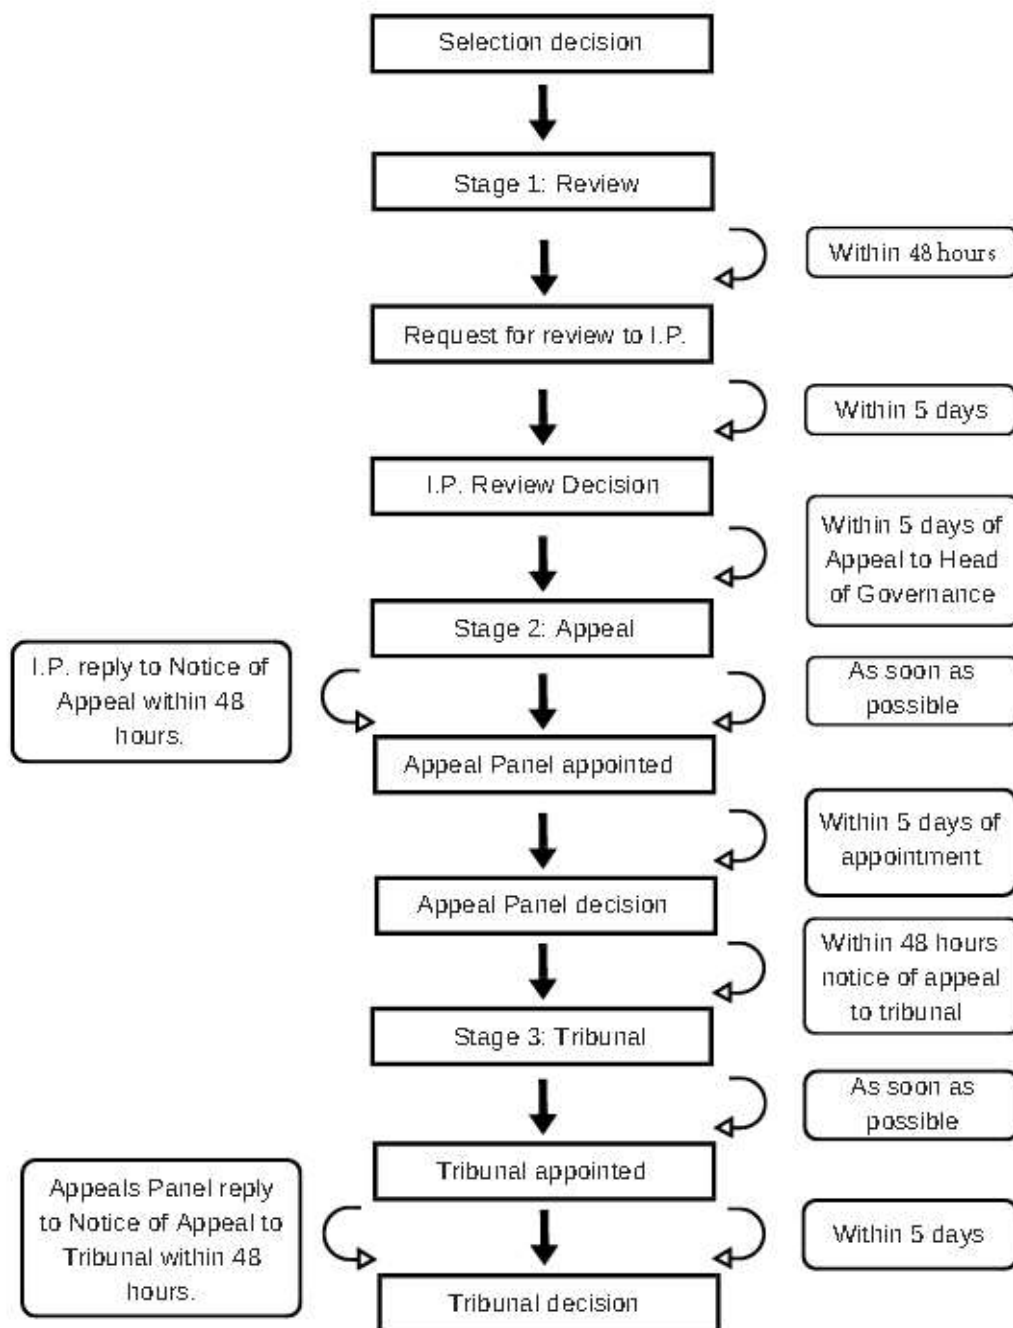 Selection decision
Stage 1: Review
Within 48 hours
Request for review to I.P.
Within 5 days
I.P. Review Decision
Within 5 days of
Appeal to Head
of Governance
Stage 2: Appeal
I.P. reply to Notice of
Appeal within 48
hours.
As soon as
possible
Appeal Panel appointed
Within 5 days of
appointment
Appeal Panel decision
Within 48 hours
notice of appeal
to tribunal
Stage 3: Tribunal
As soon as
possible
Tribunal appointed
Appeals Panel reply
to Notice of Appeal to
Tribunal within 48
hours.
Within 5 days
Tribunal decision